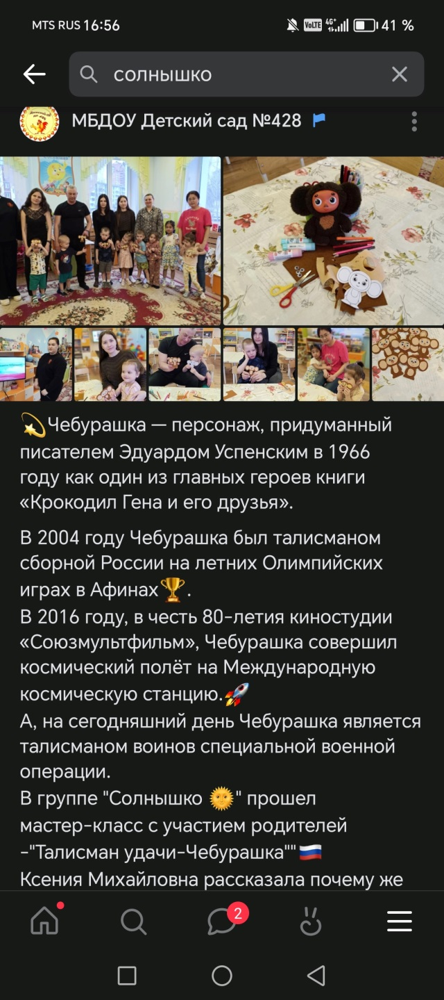 MTS RUS 16:56
VoLTE 4G+ 41 %
солнышко
МБДОУ Детский сад №428
💫Чебурашка — персонаж, придуманный
писателем Эдуардом Успенским в 1966
году как один из главных героев книги
«Крокодил Гена и его друзья».
В 2004 году Чебурашка был талисманом
сборной России на летних Олимпийских
играх в Афинах🏆.
В 2016 году, в честь 80-летия киностудии
«Союзмультфильм», Чебурашка совершил
космический полёт на Международную
космическую станцию.🚀
А, на сегодняшний день Чебурашка является
талисманом воинов специальной военной
операции.
В группе "Солнышко 🌞" прошел
мастер-класс с участием родителей
-"Талисман удачи-Чебурашка""🇷🇺
Ксения Михайловна рассказала почему же
2